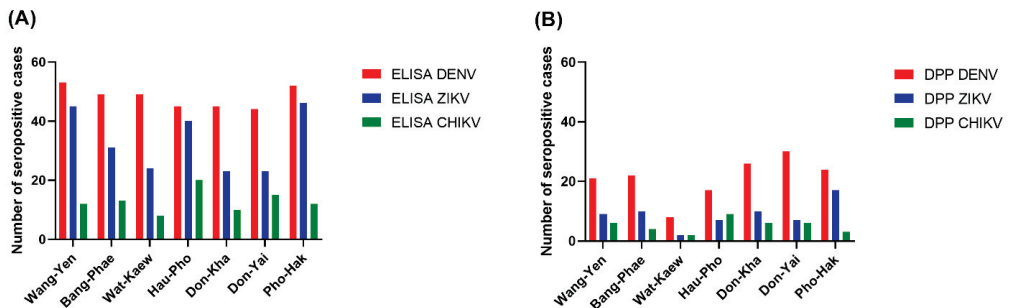 (A)
Number of seropositive cases
60
40
20
0
Wang-Yen
Bang-Phae
Wat-Kaew
Hau-Pho
Don-Kha
Don-Yai
Pho-Hak
ELISA DENV
ELISA ZIKV
ELISA CHIKV
(B)
Number of seropositive cases
60
40
20
0
Wang-Yen
Bang-Phae
Wat-Kaew
Hau-Pho
Don-Kha
Don-Yai
Pho-Hak
DPP DENV
DPP ZIKV
DPP CHIKV